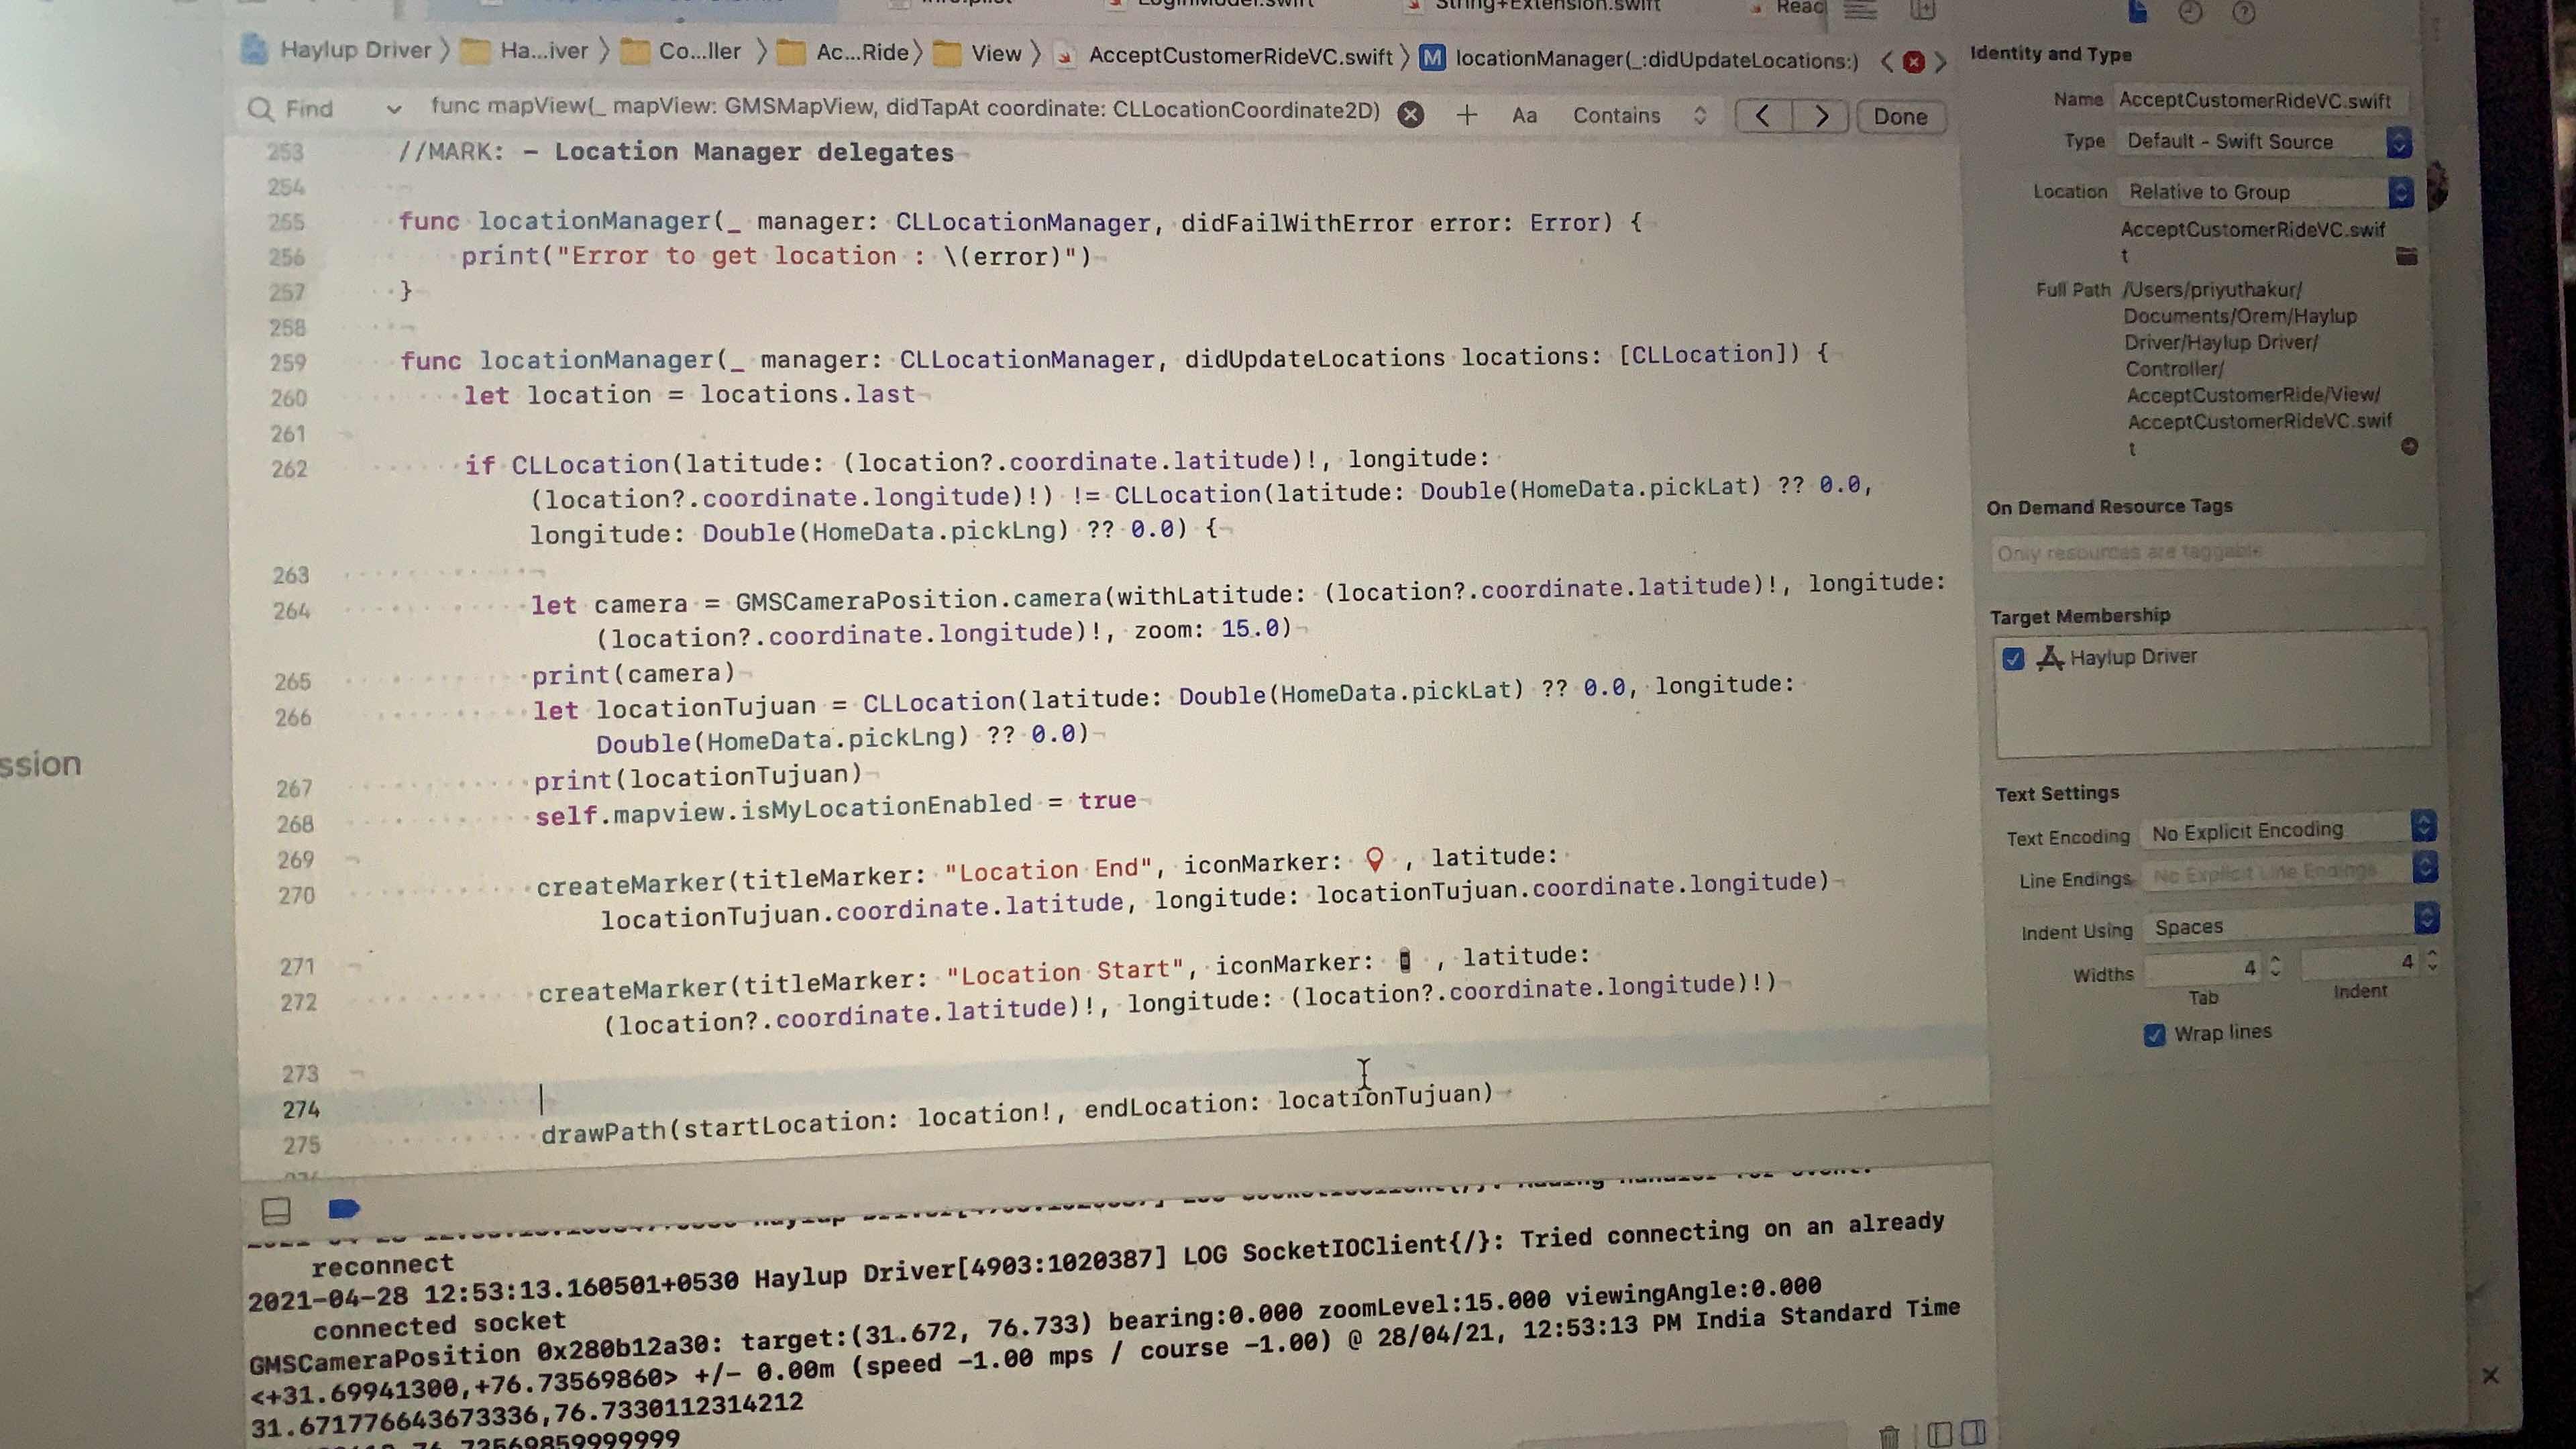 LoginModel.swift
String+Extension.swift
Haylup Driver
Ha...iver
Co...ller
Ac...Ride
View
AcceptCustomerRideVC.swift
M locationManager(_:didUpdateLocations:)
Find
func mapView(_ mapView: GMSMapView, didTapAt coordinate: CLLocationCoordinate2D)
Aa
Contains
Done
253 //MARK: - Location Manager delegates
254
255 func locationManager(_ manager: CLLocationManager, didFailWithError error: Error) {
256 print("Error to get location : \(error)")
257 }
258
259 func locationManager(_ manager: CLLocationManager, didUpdateLocations locations: [CLLocation]) {
260 let location = locations.last
261
262 if CLLocation(latitude: (location?.coordinate.latitude)!, longitude:
(location?.coordinate.longitude)!) != CLLocation(latitude: Double(HomeData.pickLat) ?? 0.0,
longitude: Double(HomeData.pickLng) ?? 0.0) {
263
264 let camera = GMSCameraPosition.camera(withLatitude: (location?.coordinate.latitude)!, longitude:
(location?.coordinate.longitude)!, zoom: 15.0)
265 print(camera)
266 let locationTujuan = CLLocation(latitude: Double(HomeData.pickLat) ?? 0.0, longitude:
Double(HomeData.pickLng) ?? 0.0)
267 print(locationTujuan)
268 self.mapview.isMyLocationEnabled = true
269
270 createMarker(titleMarker: "Location End", iconMarker: , latitude:
locationTujuan.coordinate.latitude, longitude: locationTujuan.coordinate.longitude)
271
272 createMarker(titleMarker: "Location Start", iconMarker: , latitude:
(location?.coordinate.latitude)!, longitude: (location?.coordinate.longitude)!)
273
274
275 drawPath(startLocation: location!, endLocation: locationTujuan)
reconnect
2021-04-28 12:53:13.160501+0530 Haylup Driver[4903:1020387] LOG SocketIOClient{/}: Tried connecting on an already
connected socket
GMSCameraPosition 0x280b12a30: target:(31.672, 76.733) bearing:0.000 zoomLevel:15.000 viewingAngle:0.000
<+31.69941300,+76.73569860> +/- 0.00m (speed -1.00 mps / course -1.00) @ 28/04/21, 12:53:13 PM India Standard Time
31.671776643673336,76.7330112314212
ssion
Identity and Type
Name AcceptCustomerRideVC.swift
Type Default - Swift Source
Location Relative to Group
AcceptCustomerRideVC.swif
t
Full Path /Users/priyuthakur/
Documents/Orem/Haylup
Driver/Haylup Driver/
Controller/
AcceptCustomerRide/View/
AcceptCustomerRideVC.swif
t
On Demand Resource Tags
Only resources are taggable
Target Membership
Haylup Driver
Text Settings
Text Encoding No Explicit Encoding
Line Endings No Explicit Line Endings
Indent Using Spaces
Widths 4 4
Tab Indent
Wrap lines